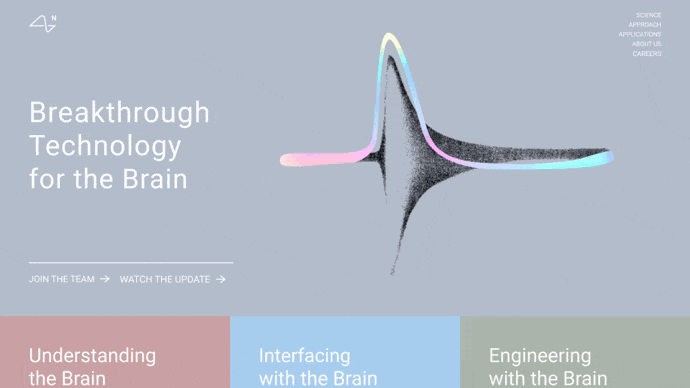 N
SCIENCE
APPROACH
APPLICATIONS
ABOUT US
CAREERS
Breakthrough
Technology
for the Brain
JOIN THE TEAM → WATCH THE UPDATE →
Understanding
the Brain
Interfacing
with the Brain
Engineering
with the Brain